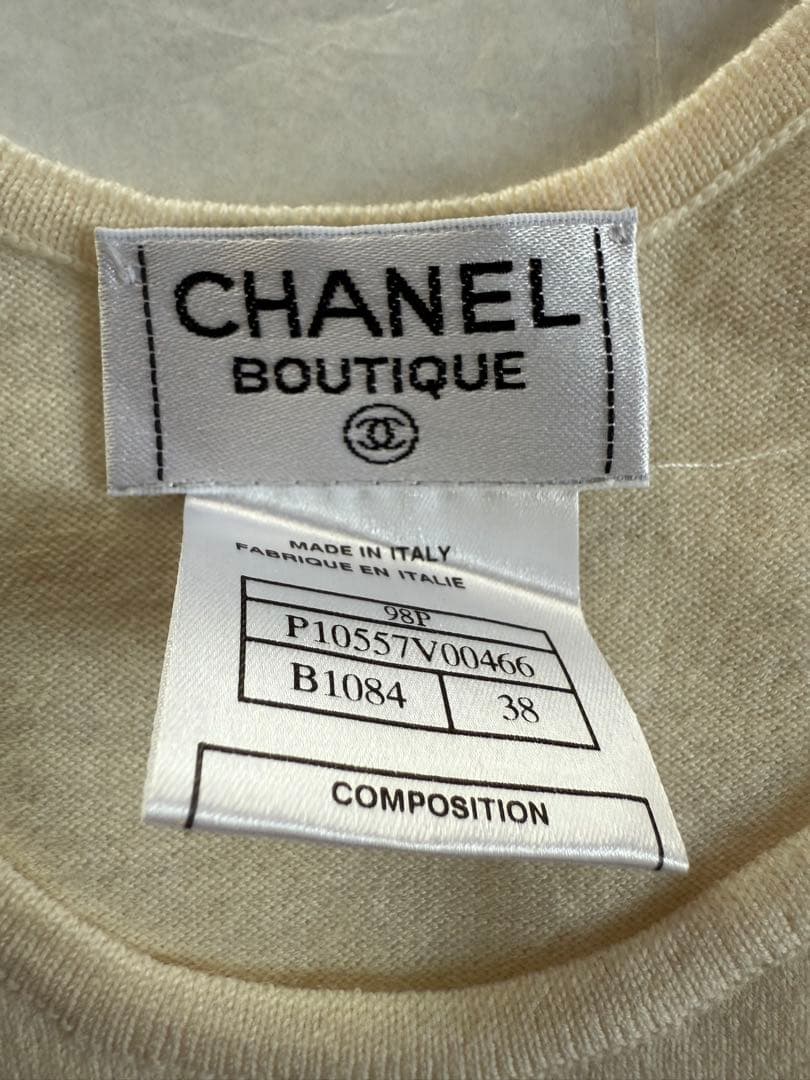 CHANEL
BOUTIQUE
MADE IN ITALY
FABRIQUE EN ITALIE
98P
P10557V00466
B1084 38
COMPOSITION